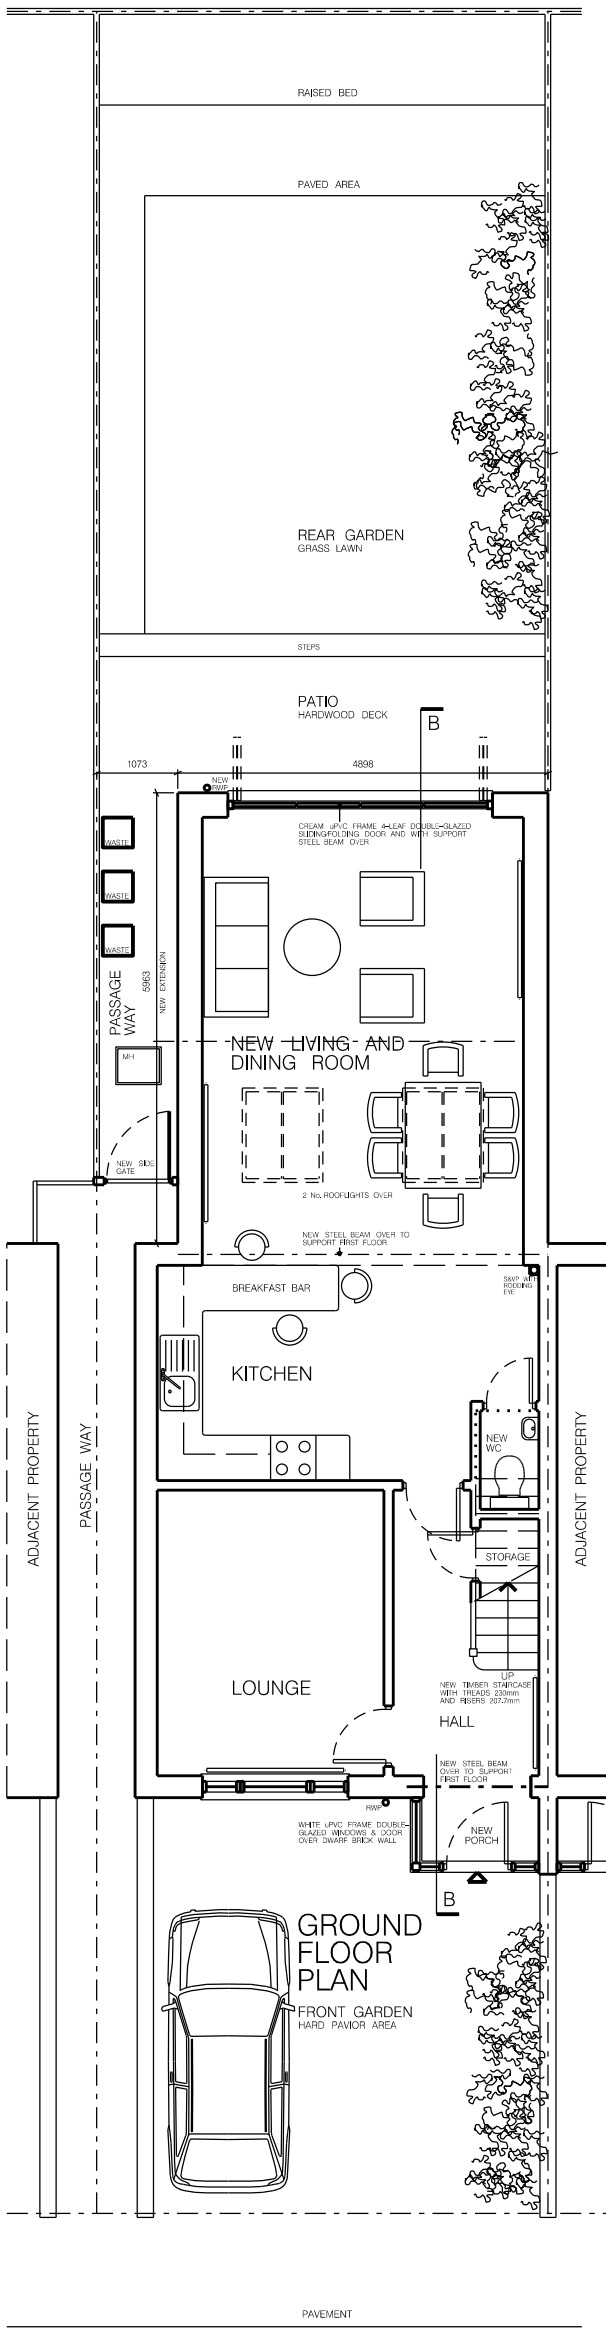 RAISED BED
PAVED AREA
REAR GARDEN
GRASS LAWN
STEPS
PATIO
HARDWOOD DECK
B
1073
4898
NEW
RWP
CREAM uPVC FRAME 4-LEAF DOUBLE-GLAZED
SLIDING-FOLDING DOOR AND WITH SUPPORT
STEEL BEAM OVER
WASTE
WASTE
WASTE
PASSAGE
WAY
5963
NEW EXTENSION
NEW LIVING AND
DINING ROOM
MH
NEW SIDE
GATE
2 No. ROOFLIGHTS OVER
NEW STEEL BEAM OVER TO
SUPPORT FIRST FLOOR
BREAKFAST BAR
S&VP WITH
RODDING
EYE
KITCHEN
NEW
WC
ADJACENT PROPERTY
PASSAGE WAY
ADJACENT PROPERTY
STORAGE
LOUNGE
UP
NEW TIMBER STAIRCASE
WITH TREADS 230mm
AND RISERS 207.7mm
HALL
NEW STEEL BEAM
OVER TO SUPPORT
FIRST FLOOR
RWP
WHITE uPVC FRAME DOUBLE-
GLAZED WINDOWS & DOOR
OVER DWARF BRICK WALL
NEW
PORCH
B
GROUND
FLOOR
PLAN
FRONT GARDEN
HARD PAVIOR AREA
PAVEMENT